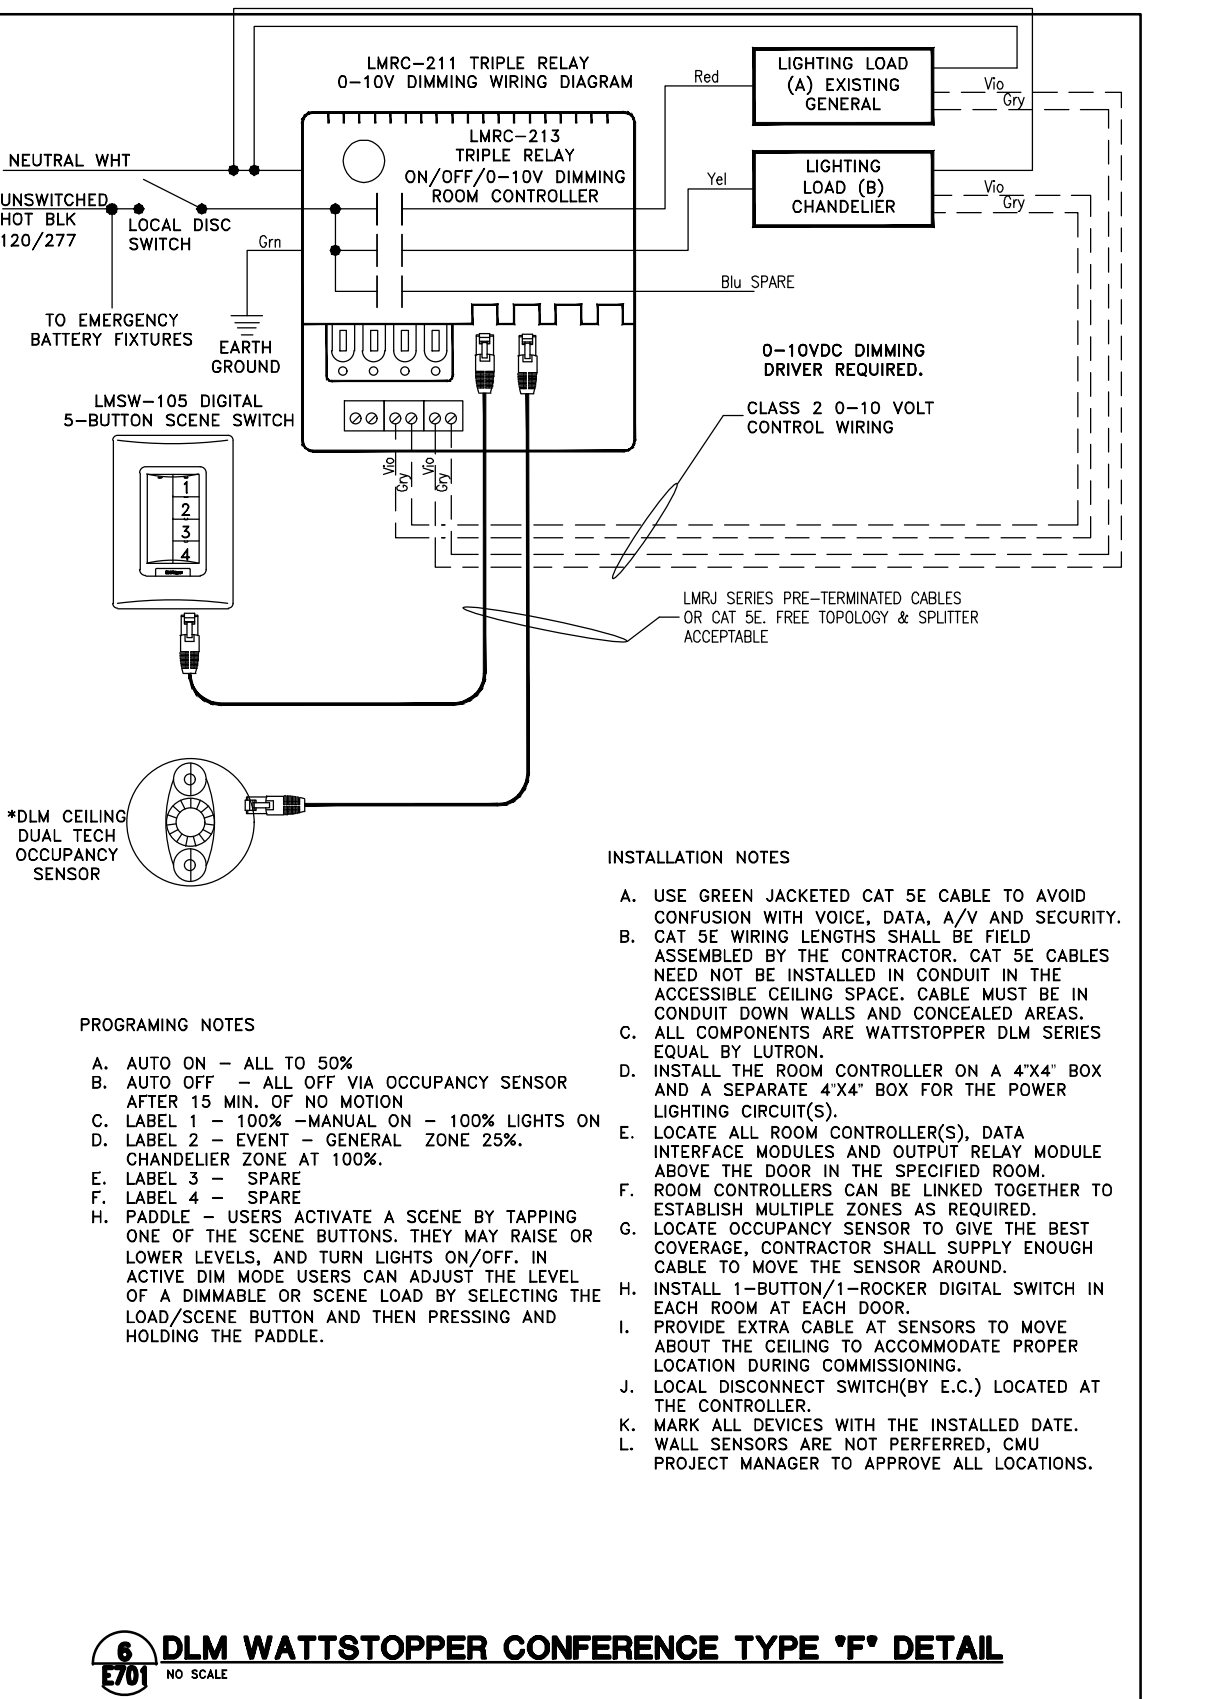 LMRC-211 TRIPLE RELAY
0-10V DIMMING WIRING DIAGRAM
LMRC-213
TRIPLE RELAY
ON/OFF/0-10V DIMMING
ROOM CONTROLLER
NEUTRAL WHT
UNSWITCHED
HOT BLK
120/277
LOCAL DISC
SWITCH
Grn
TO EMERGENCY
BATTERY FIXTURES
EARTH
GROUND
Red
LIGHTING LOAD
(A) EXISTING
GENERAL
Vio
Gry
Yel
LIGHTING
LOAD (B)
CHANDELIER
Vio
Gry
Blu SPARE
0-10VDC DIMMING
DRIVER REQUIRED.
CLASS 2 0-10 VOLT
CONTROL WIRING
Vio
Gry
Vio
Gry
LMSW-105 DIGITAL
5-BUTTON SCENE SWITCH
1
2
3
4
LMRJ SERIES PRE-TERMINATED CABLES
OR CAT 5E. FREE TOPOLOGY & SPLITTER
ACCEPTABLE
*DLM CEILING
DUAL TECH
OCCUPANCY
SENSOR
PROGRAMING NOTES
A. AUTO ON - ALL TO 50%
B. AUTO OFF - ALL OFF VIA OCCUPANCY SENSOR
AFTER 15 MIN. OF NO MOTION
C. LABEL 1 - 100% -MANUAL ON - 100% LIGHTS ON
D. LABEL 2 - EVENT - GENERAL ZONE 25%.
CHANDELIER ZONE AT 100%.
E. LABEL 3 - SPARE
F. LABEL 4 - SPARE
H. PADDLE - USERS ACTIVATE A SCENE BY TAPPING
ONE OF THE SCENE BUTTONS. THEY MAY RAISE OR
LOWER LEVELS, AND TURN LIGHTS ON/OFF. IN
ACTIVE DIM MODE USERS CAN ADJUST THE LEVEL
OF A DIMMABLE OR SCENE LOAD BY SELECTING THE
LOAD/SCENE BUTTON AND THEN PRESSING AND
HOLDING THE PADDLE.
INSTALLATION NOTES
A. USE GREEN JACKETED CAT 5E CABLE TO AVOID
CONFUSION WITH VOICE, DATA, A/V AND SECURITY.
B. CAT 5E WIRING LENGTHS SHALL BE FIELD
ASSEMBLED BY THE CONTRACTOR. CAT 5E CABLES
NEED NOT BE INSTALLED IN CONDUIT IN THE
ACCESSIBLE CEILING SPACE. CABLE MUST BE IN
CONDUIT DOWN WALLS AND CONCEALED AREAS.
C. ALL COMPONENTS ARE WATTSTOPPER DLM SERIES
EQUAL BY LUTRON.
D. INSTALL THE ROOM CONTROLLER ON A 4"X4" BOX
AND A SEPARATE 4"X4" BOX FOR THE POWER
LIGHTING CIRCUIT(S).
E. LOCATE ALL ROOM CONTROLLER(S), DATA
INTERFACE MODULES AND OUTPUT RELAY MODULE
ABOVE THE DOOR IN THE SPECIFIED ROOM.
F. ROOM CONTROLLERS CAN BE LINKED TOGETHER TO
ESTABLISH MULTIPLE ZONES AS REQUIRED.
G. LOCATE OCCUPANCY SENSOR TO GIVE THE BEST
COVERAGE, CONTRACTOR SHALL SUPPLY ENOUGH
CABLE TO MOVE THE SENSOR AROUND.
H. INSTALL 1-BUTTON/1-ROCKER DIGITAL SWITCH IN
EACH ROOM AT EACH DOOR.
I. PROVIDE EXTRA CABLE AT SENSORS TO MOVE
ABOUT THE CEILING TO ACCOMMODATE PROPER
LOCATION DURING COMMISSIONING.
J. LOCAL DISCONNECT SWITCH(BY E.C.) LOCATED AT
THE CONTROLLER.
K. MARK ALL DEVICES WITH THE INSTALLED DATE.
L. WALL SENSORS ARE NOT PERFERRED, CMU
PROJECT MANAGER TO APPROVE ALL LOCATIONS.
6
E701
DLM WATTSTOPPER CONFERENCE TYPE "F" DETAIL
NO SCALE